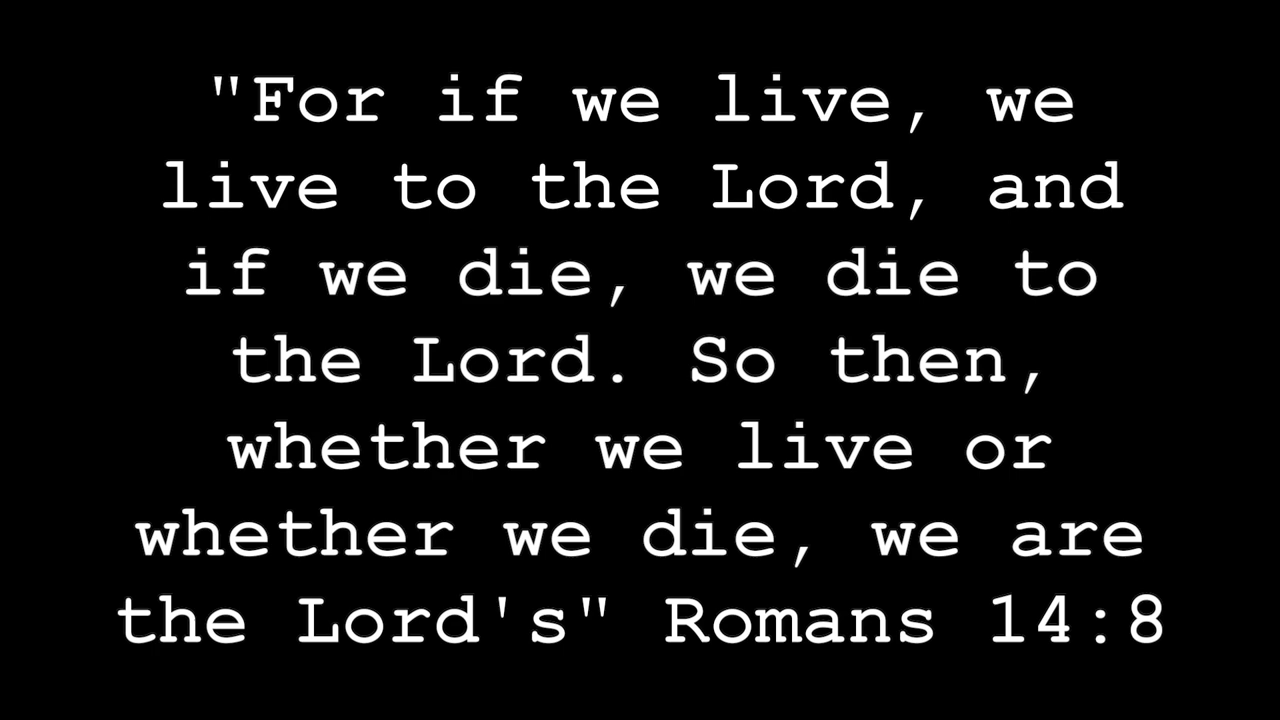 "For if we live, we
live to the Lord, and
if we die, we die to
the Lord. So then,
whether we live or
whether we die, we are
the Lord's" Romans 14:8